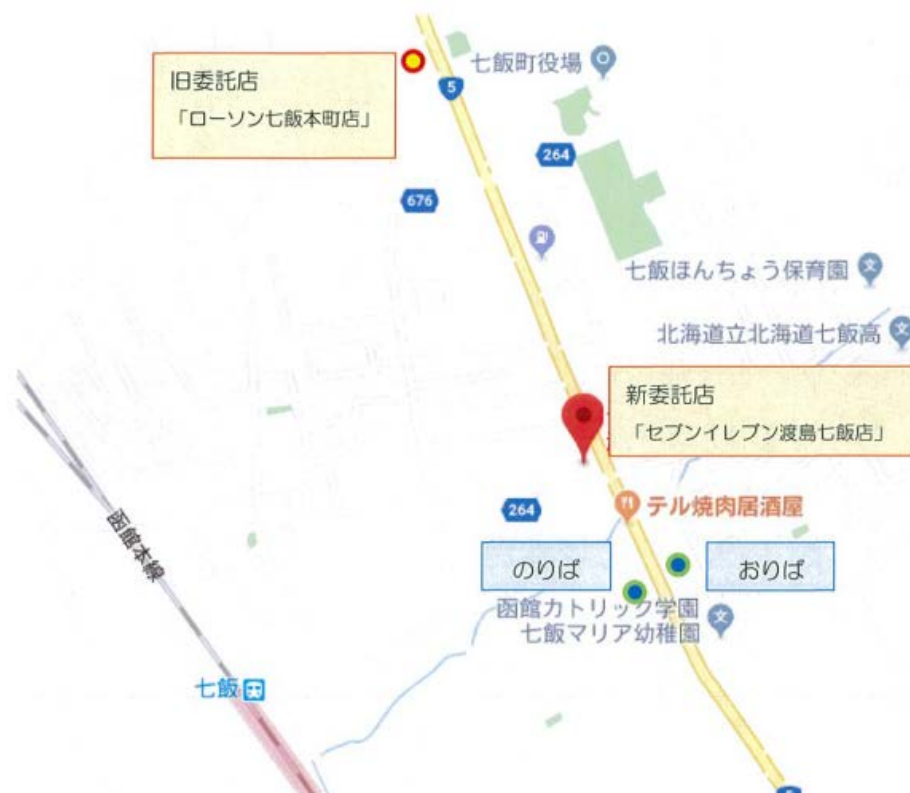 旧委託店
「ローソン七飯本町店」
5
七飯町役場
264
676
七飯ほんちょう保育園
文
北海道立北海道七飯高
文
新委託店
「セブンイレブン渡島七飯店」
264
テル焼肉居酒屋
函館本線
のりば
おりば
函館カトリック学園
七飯マリア幼稚園
文
七飯